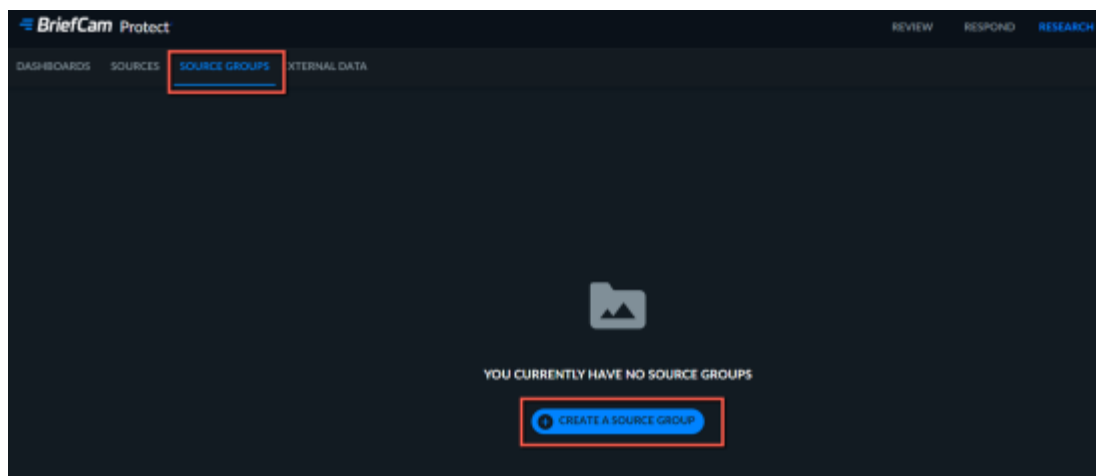 BriefCam Protect REVIEW RESPOND RESEARCH
DASHBOARDS SOURCES SOURCE GROUPS XTERNAL DATA
YOU CURRENTLY HAVE NO SOURCE GROUPS
CREATE A SOURCE GROUP